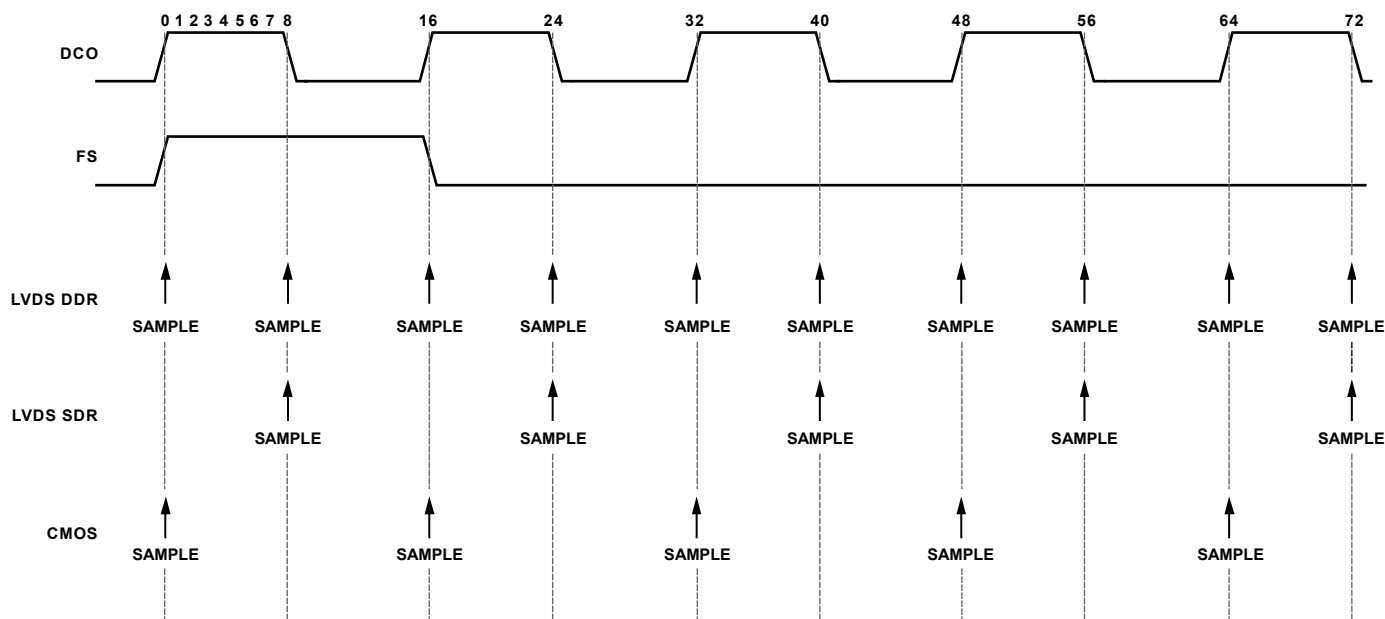 0 1 2 3 4 5 6 7 8 16 24 32 40 48 56 64 72
DCO
FS
LVDS DDR
SAMPLE SAMPLE SAMPLE SAMPLE SAMPLE SAMPLE SAMPLE SAMPLE SAMPLE SAMPLE
LVDS SDR
SAMPLE SAMPLE SAMPLE SAMPLE SAMPLE
CMOS
SAMPLE SAMPLE SAMPLE SAMPLE SAMPLE